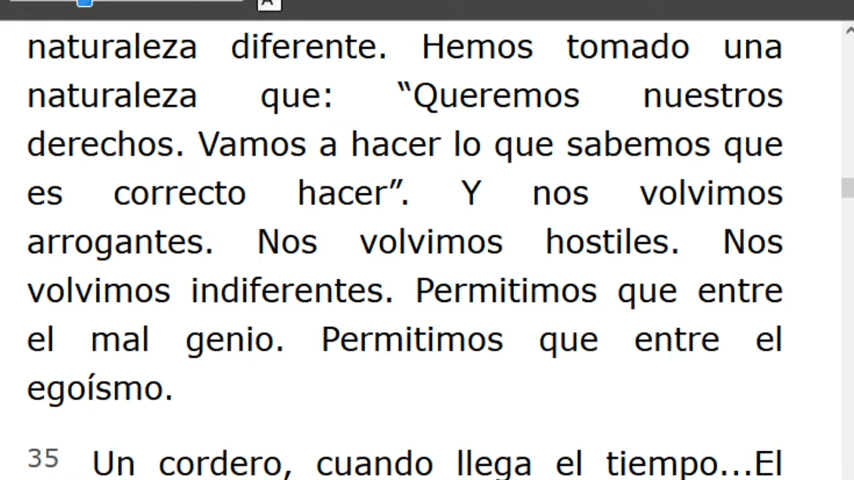 A
naturaleza diferente. Hemos tomado una
naturaleza que: “Queremos nuestros
derechos. Vamos a hacer lo que sabemos que
es correcto hacer”. Y nos volvimos
arrogantes. Nos volvimos hostiles. Nos
volvimos indiferentes. Permitimos que entre
el mal genio. Permitimos que entre el
egoísmo.
35 Un cordero, cuando llega el tiempo...El